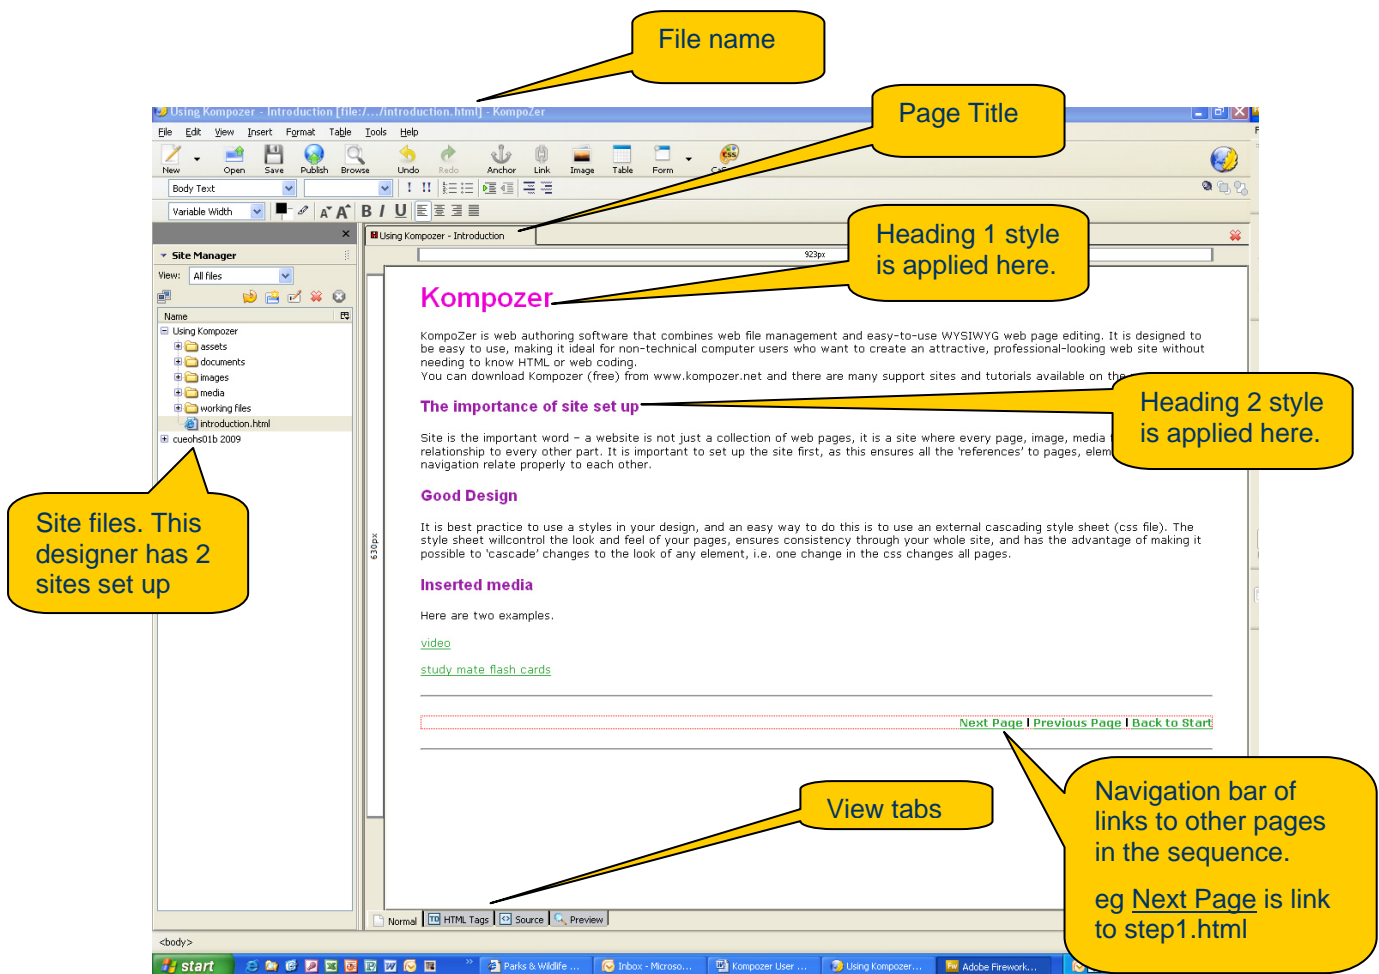 File name
Using Kompozer - Introduction [file:/.../introduction.html] - KompoZer
Page Title
File Edit View Insert Format Table Tools Help
New Open Save Publish Browse Undo Redo Anchor Link Image Table Form
Body Text
Variable Width
Using Kompozer - Introduction
Heading 1 style
is applied here.
923px
Site Manager
View: All files
Name
Using Kompozer
assets
documents
images
media
working files
introduction.html
cueohs01b 2009
Site files. This
designer has 2
sites set up
630px
Kompozer
KompoZer is web authoring software that combines web file management and easy-to-use WYSIWYG web page editing. It is designed to
be easy to use, making it ideal for non-technical computer users who want to create an attractive, professional-looking web site without
needing to know HTML or web coding.
You can download Kompozer (free) from www.kompozer.net and there are many support sites and tutorials available on the
The importance of site set up
Heading 2 style
is applied here.
Site is the important word – a website is not just a collection of web pages, it is a site where every page, image, media
relationship to every other part. It is important to set up the site first, as this ensures all the 'references' to pages,
navigation relate properly to each other.
Good Design
It is best practice to use a styles in your design, and an easy way to do this is to use an external cascading style sheet (css file). The
style sheet willcontrol the look and feel of your pages, ensures consistency through your whole site, and has the advantage of making it
possible to 'cascade' changes to the look of any element, i.e. one change in the css changes all pages.
Inserted media
Here are two examples.
video
study mate flash cards
Next Page | Previous Page | Back to Start
View tabs
Navigation bar of
links to other pages
in the sequence.
eg Next Page is link
to step1.html
Normal HTML Tags Source Preview
<body>
start Parks & Wildlife ... Inbox - Microso... Kompozer User ... Using Kompozer... Adobe Firework...